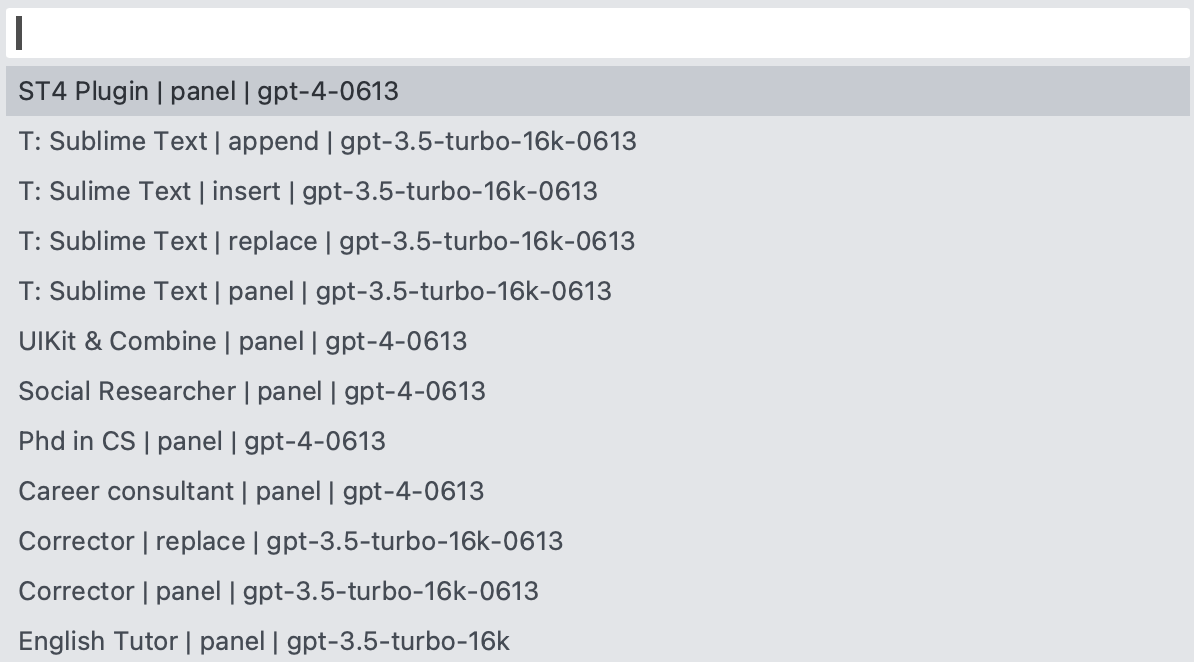 ST4 Plugin | panel | gpt-4-0613
T: Sublime Text | append | gpt-3.5-turbo-16k-0613
T: Sulime Text | insert | gpt-3.5-turbo-16k-0613
T: Sublime Text | replace | gpt-3.5-turbo-16k-0613
T: Sublime Text | panel | gpt-3.5-turbo-16k-0613
UIKit & Combine | panel | gpt-4-0613
Social Researcher | panel | gpt-4-0613
Phd in CS | panel | gpt-4-0613
Career consultant | panel | gpt-4-0613
Corrector | replace | gpt-3.5-turbo-16k-0613
Corrector | panel | gpt-3.5-turbo-16k-0613
English Tutor | panel | gpt-3.5-turbo-16k